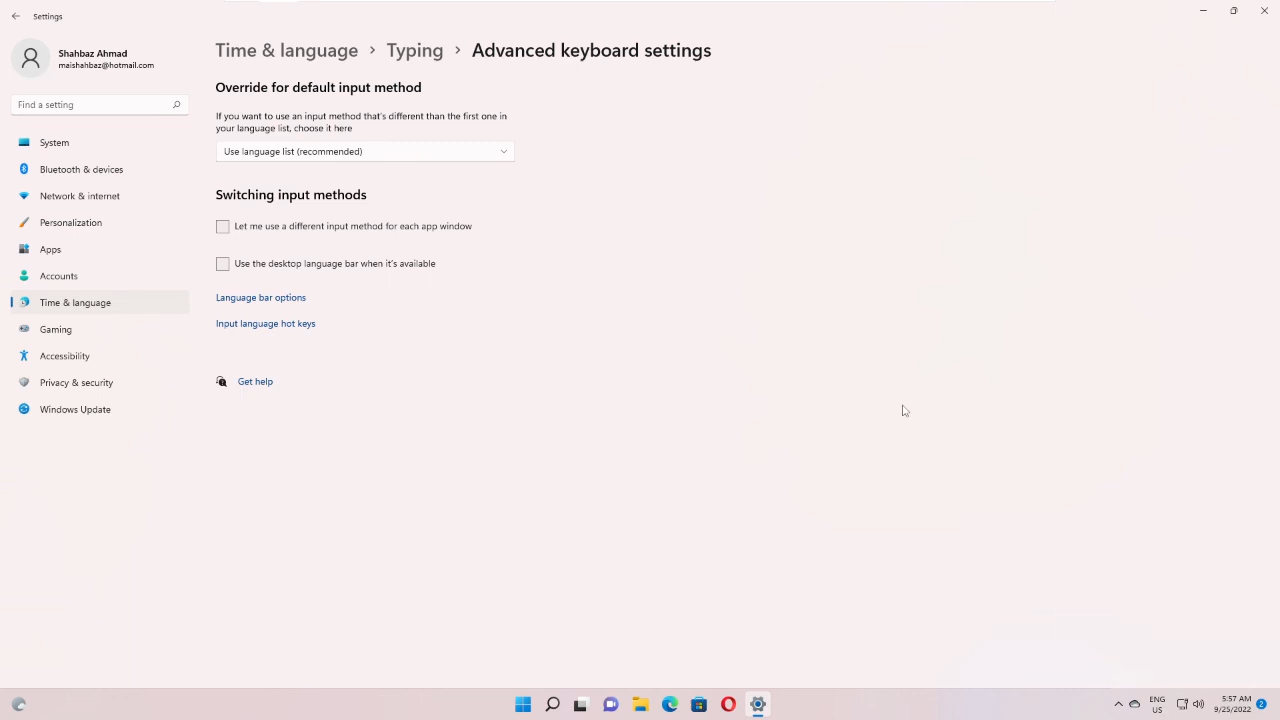 Settings
Shahbaz Ahmad
maishahbaz@hotmail.com
Find a setting
System
Bluetooth & devices
Network & internet
Personalization
Apps
Accounts
Time & language
Gaming
Accessibility
Privacy & security
Windows Update
Time & language > Typing > Advanced keyboard settings
Override for default input method
If you want to use an input method that's different than the first one in
your language list, choose it here
Use language list (recommended)
Switching input methods
Let me use a different input method for each app window
Use the desktop language bar when it's available
Language bar options
Input language hot keys
Get help
ENG
US
5:57 AM
9/25/2022
2